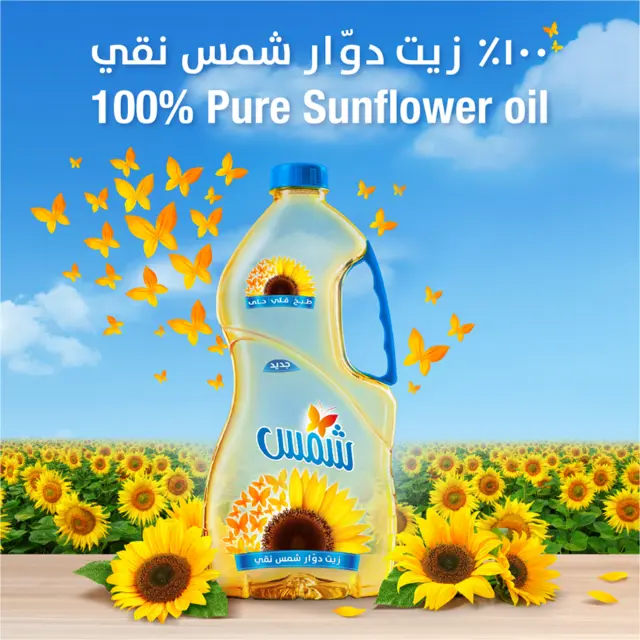 ١٠٠٪ زيت دوّار شمس نقي
100% Pure Sunflower oil
طبخ قلي حلى
جديد
شمس
زيت دوّار شمس نقي